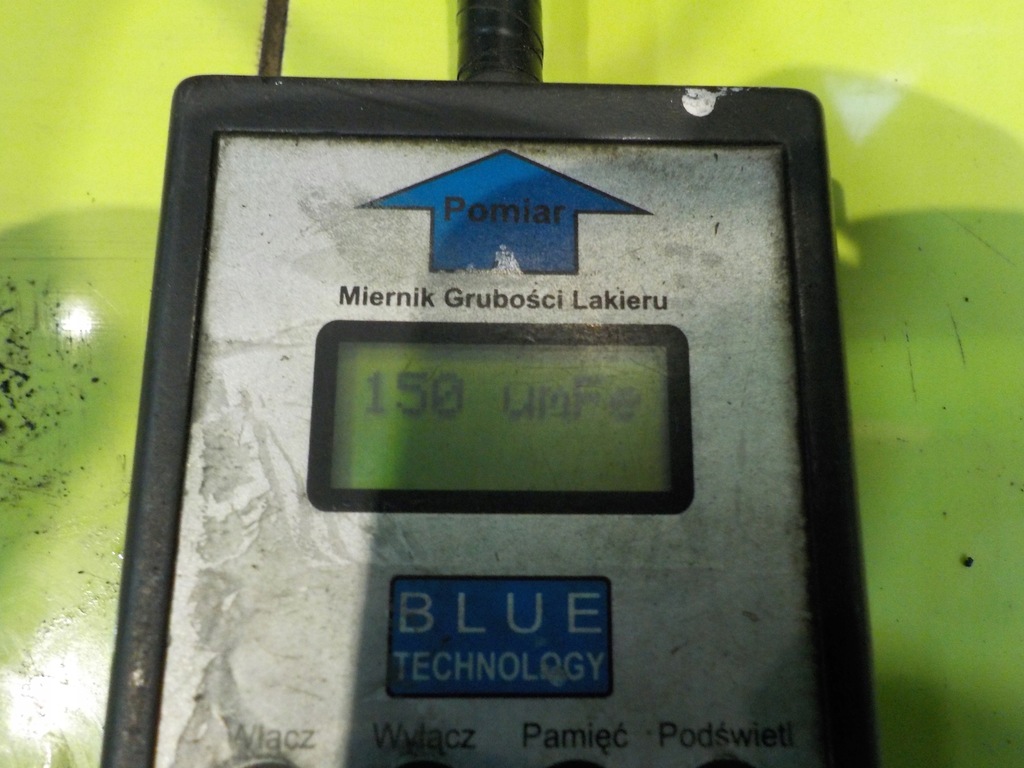 Pomiar
Miernik Grubości Lakieru
150 umFe
BLUE
TECHNOLOGY
Włącz Wyłącz Pamięć Podświetl